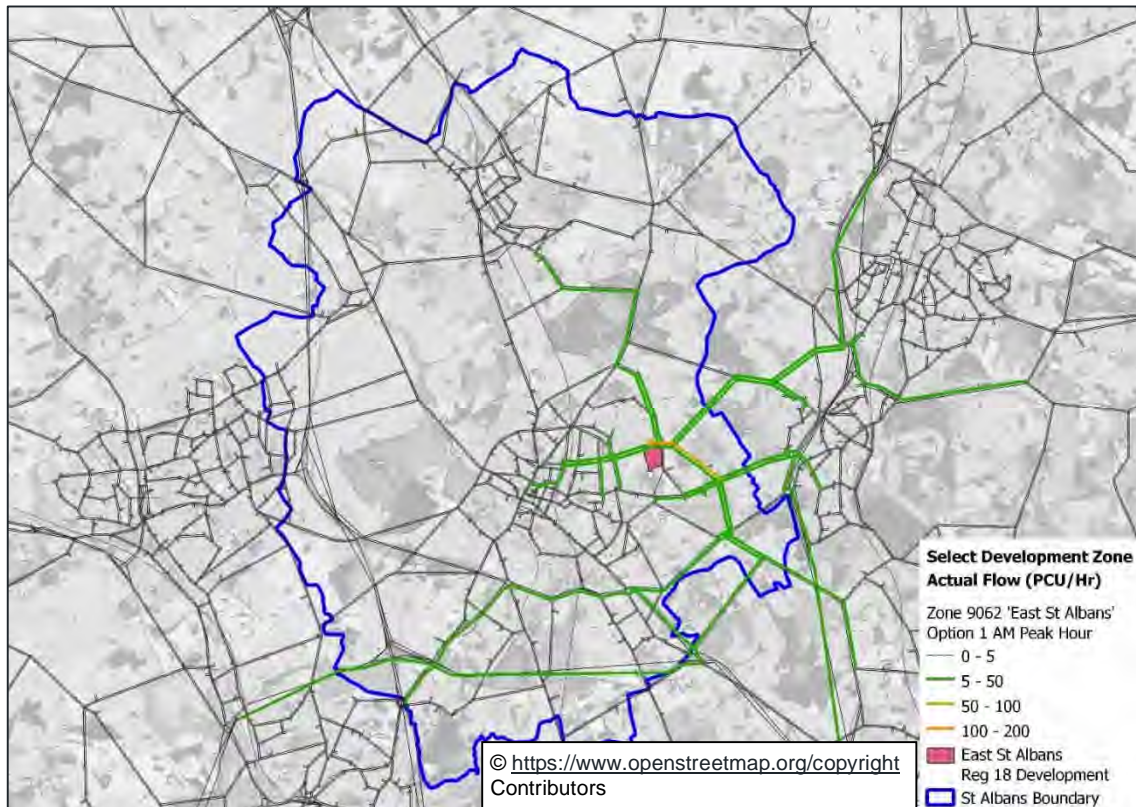 Select Development Zone
Actual Flow (PCU/Hr)
Zone 9062 'East St Albans'
Option 1 AM Peak Hour
0 - 5
5 - 50
50 - 100
100 - 200
East St Albans
Reg 18 Development
St Albans Boundary
© https://www.openstreetmap.org/copyright
Contributors